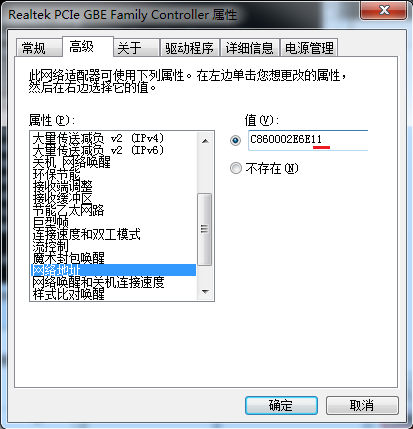 Realtek PCIe GBE Family Controller 属性
常规
高级
关于
驱动程序
详细信息
电源管理
此网络适配器可使用下列属性。在左边单击您想更改的属性,
然后在右边选择它的值。
属性(P):
值(V):
大量传送减负 v2 (IPv4)
大量传送减负 v2 (IPv6)
关机 网络唤醒
环保节能
接收端调整
接收缓冲区
节能乙太网路
巨型帧
连接速度和双工模式
流控制
魔术封包唤醒
网络地址
网络唤醒和关机连接速度
样式比对唤醒
C860002E6E11
不存在(N)
确定
取消